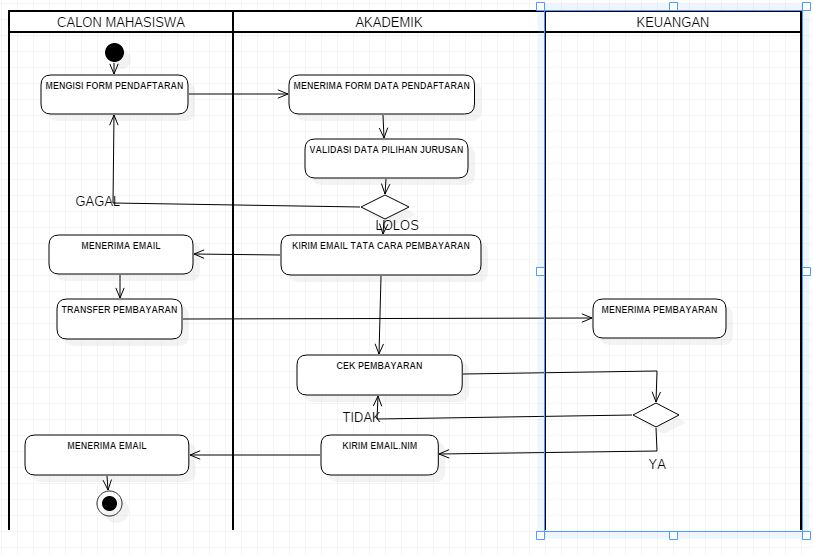 CALON MAHASISWA
AKADEMIK
KEUANGAN
MENGISI FORM PENDAFTARAN
MENERIMA FORM DATA PENDAFTARAN
VALIDASI DATA PILIHAN JURUSAN
GAGAL
LOLOS
MENERIMA EMAIL
KIRIM EMAIL TATA CARA PEMBAYARAN
TRANSFER PEMBAYARAN
MENERIMA PEMBAYARAN
CEK PEMBAYARAN
TIDAK
MENERIMA EMAIL
KIRIM EMAIL.NIM
YA